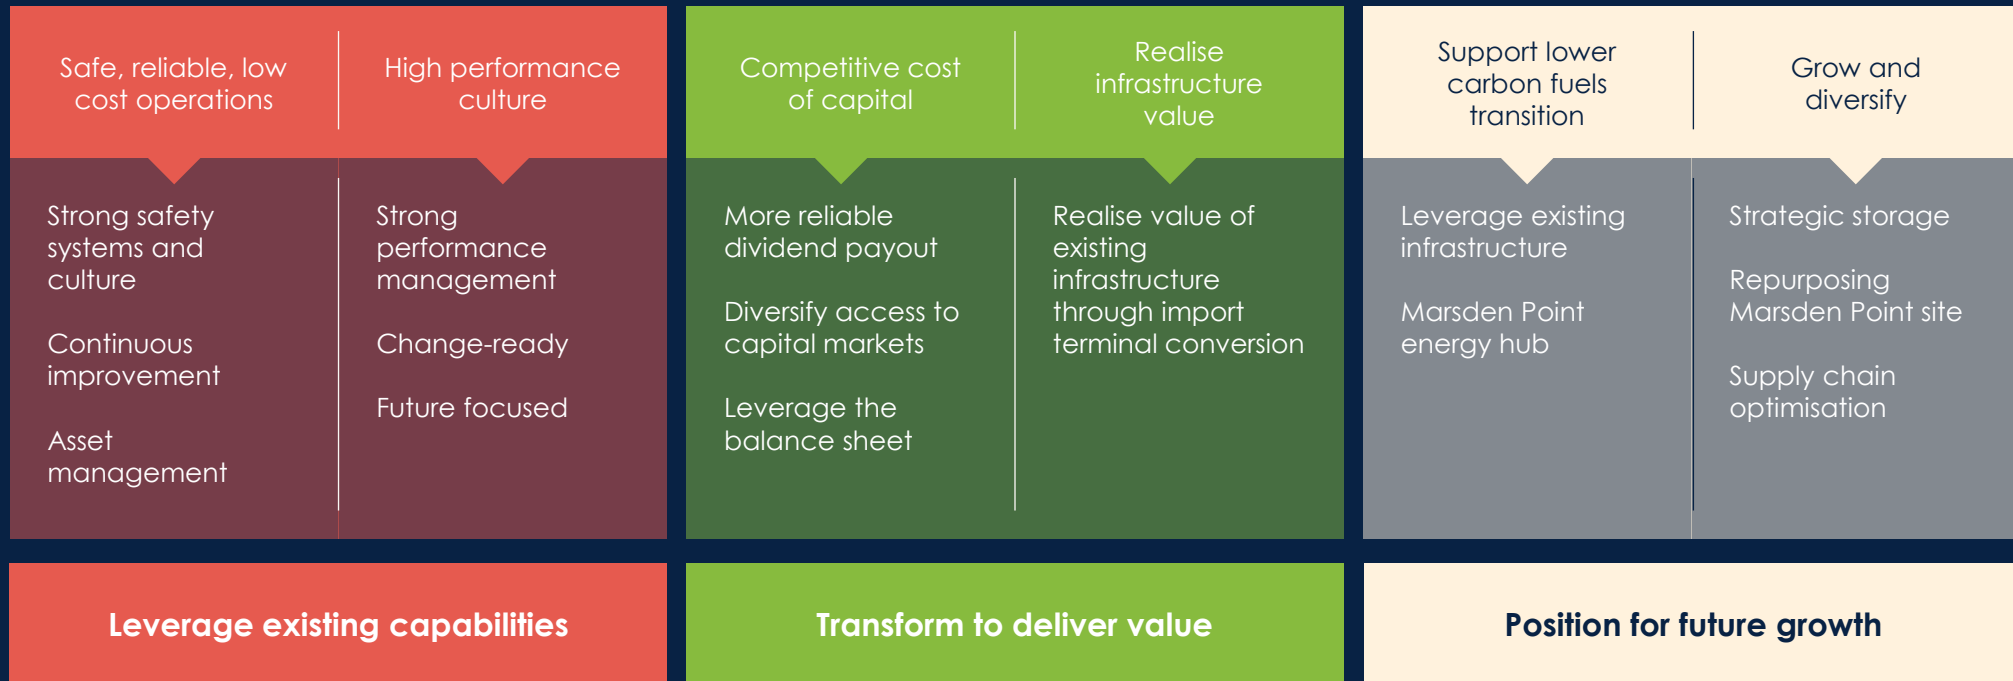 Safe, reliable, low
cost operations
High performance
culture
Competitive cost
of capital
Realise
infrastructure
value
Support lower
carbon fuels
transition
Grow and
diversify
Strong safety
systems and
culture
Continuous
improvement
Asset
management
Strong
performance
management
Change-ready
Future focused
More reliable
dividend payout
Diversify access to
capital markets
Leverage the
balance sheet
Realise value of
existing
infrastructure
through import
terminal conversion
Leverage existing
infrastructure
Marsden Point
energy hub
Strategic storage
Repurposing
Marsden Point site
Supply chain
optimisation
Leverage existing capabilities
Transform to deliver value
Position for future growth